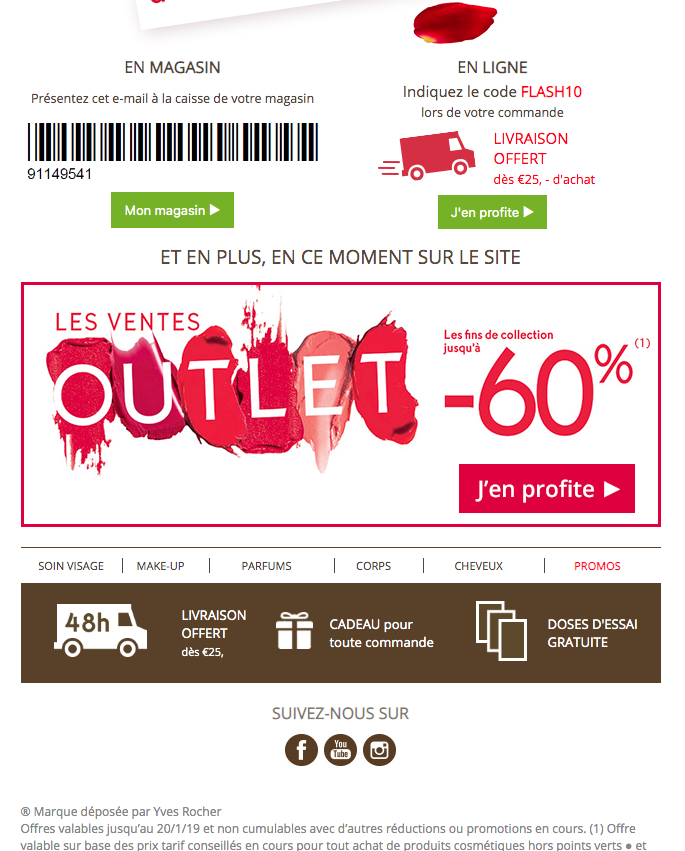 EN MAGASIN
Présentez cet e-mail à la caisse de votre magasin
91149541
Mon magasin
EN LIGNE
Indiquez le code FLASH10
lors de votre commande
LIVRAISON
OFFERT
dès €25, - d'achat
J'en profite
ET EN PLUS, EN CE MOMENT SUR LE SITE
LES VENTES
OUTLET
Les fins de collection
jusqu'à
-60% (1)
J'en profite
SOIN VISAGE
MAKE-UP
PARFUMS
CORPS
CHEVEUX
PROMOS
48h
LIVRAISON
OFFERT
dès €25,
CADEAU pour
toute commande
DOSES D'ESSAI
GRATUITE
SUIVEZ-NOUS SUR
f
You
Tube
® Marque déposée par Yves Rocher
Offres valables jusqu’au 20/1/19 et non cumulables avec d’autres réductions ou promotions en cours. (1) Offre
valable sur base des prix tarif conseillés en cours pour tout achat de produits cosmétiques hors points verts ● et